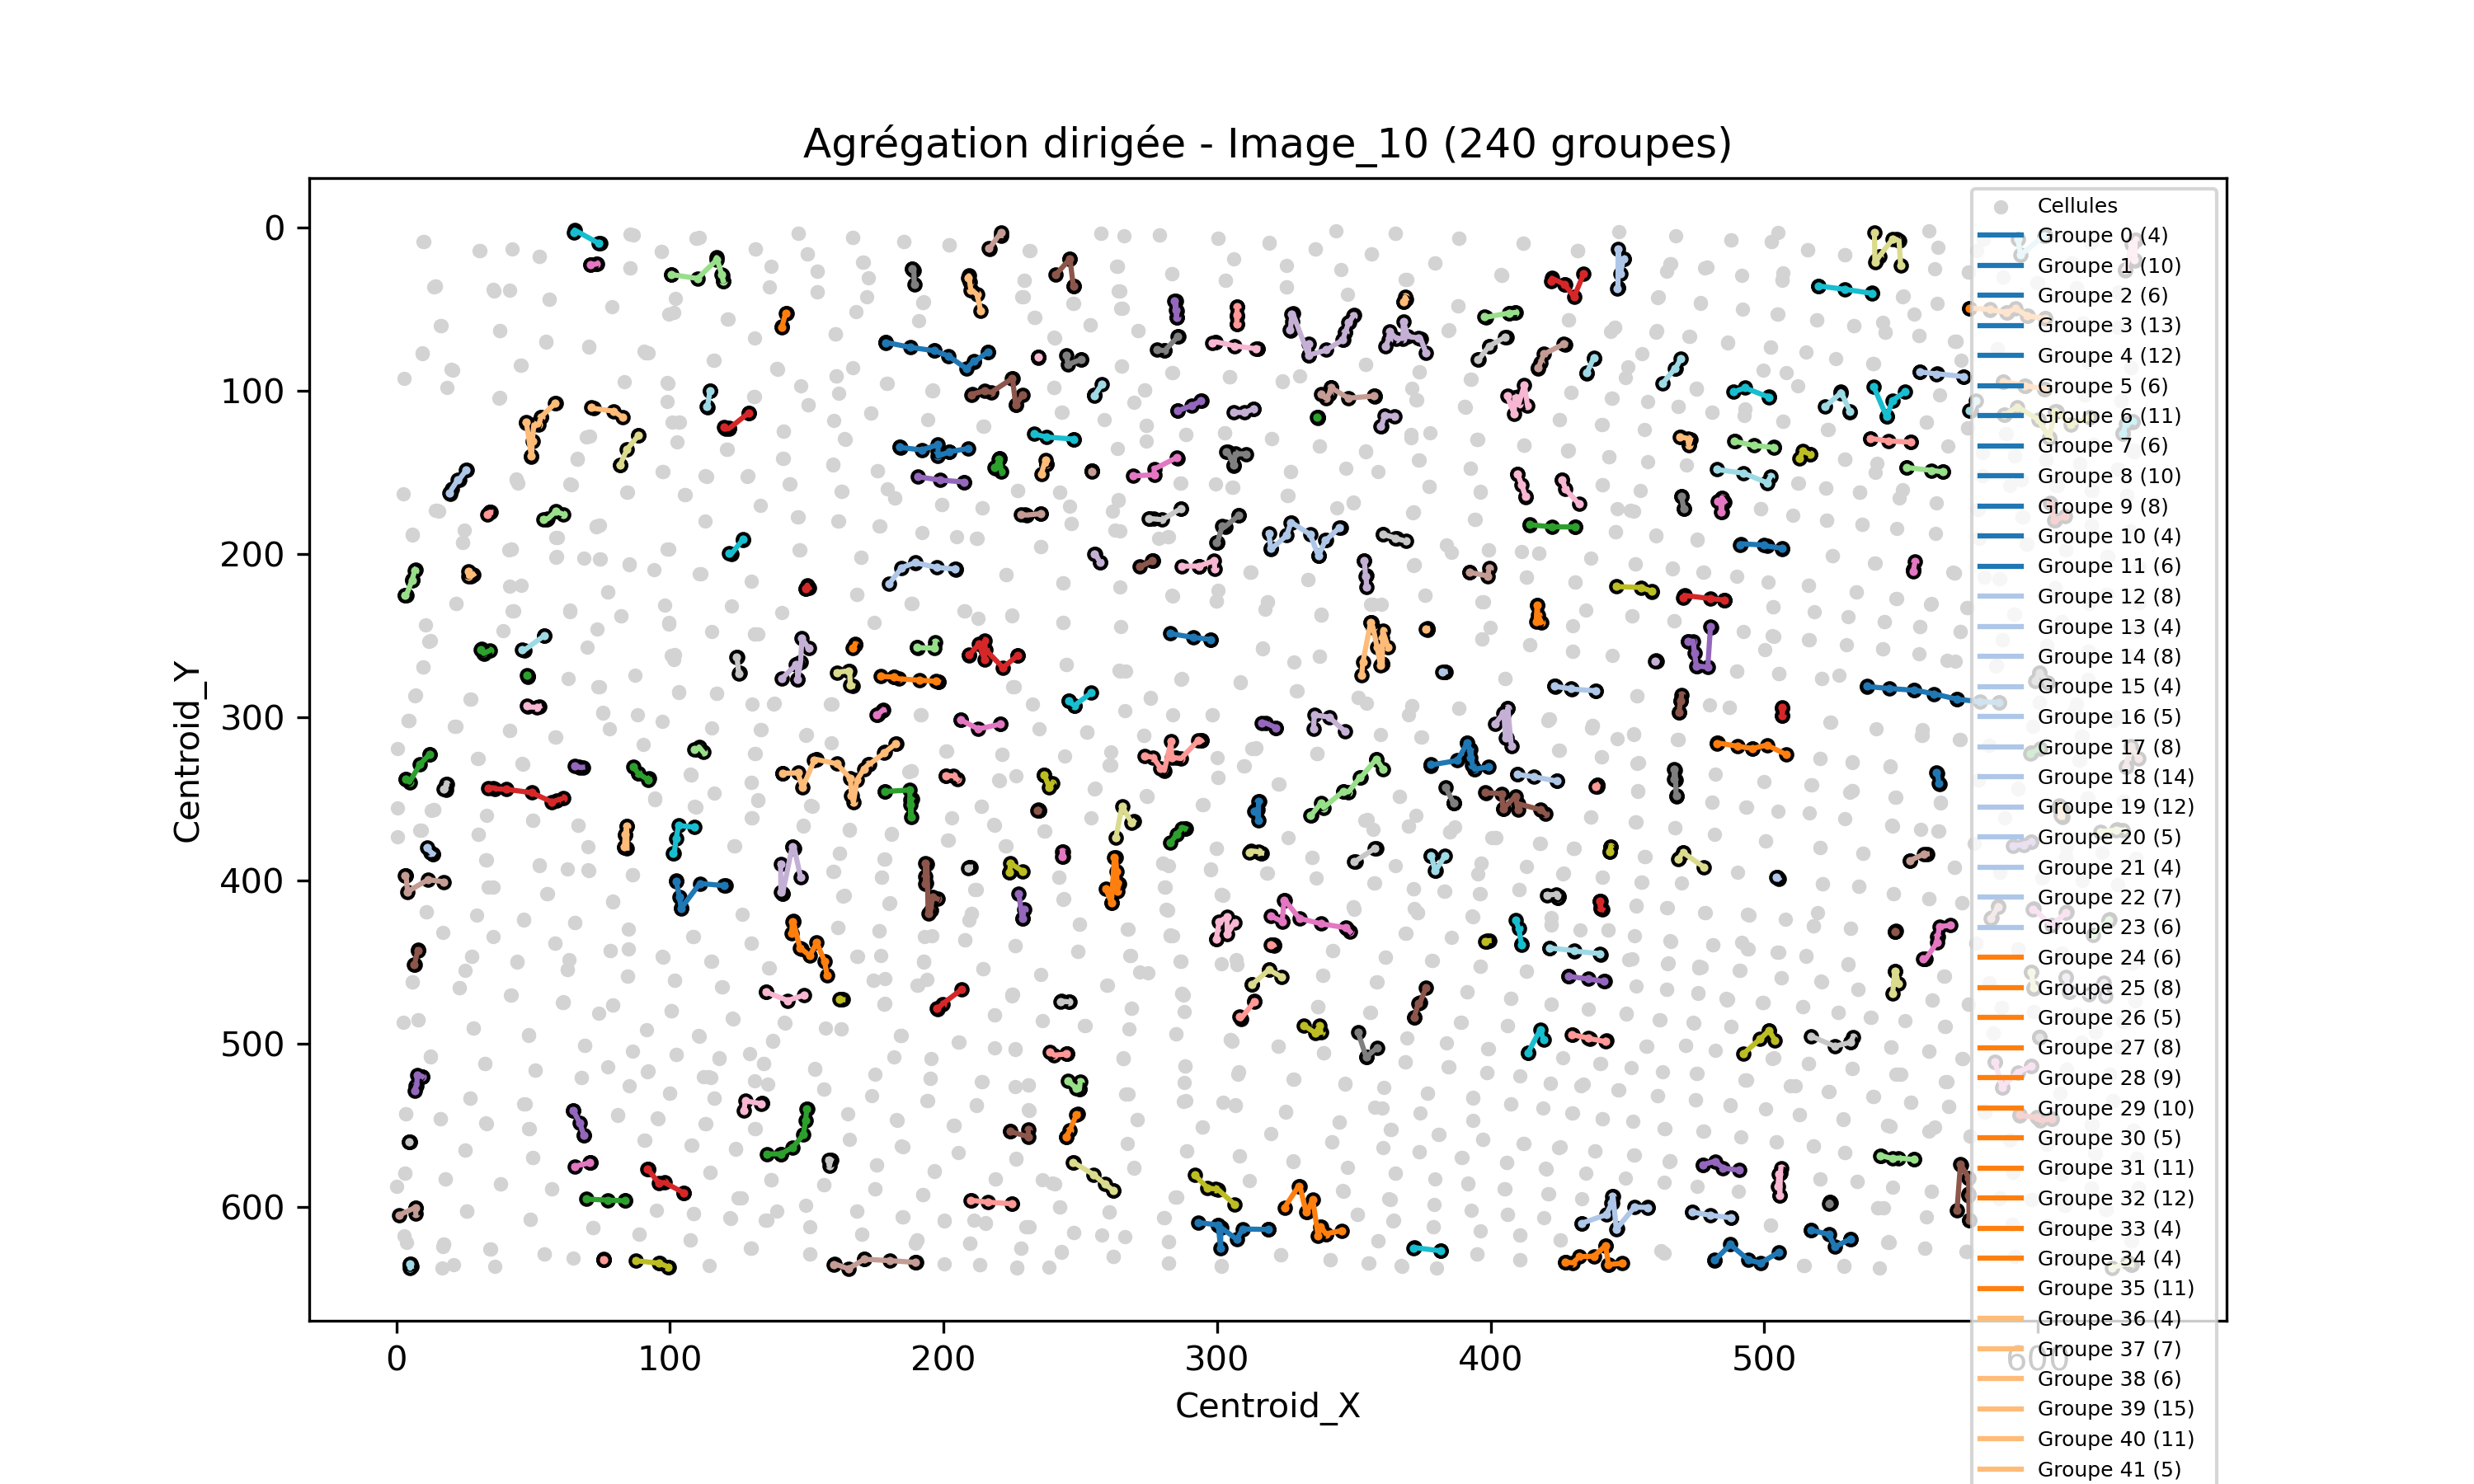 Agrégation dirigée - Image_10 (240 groupes)
Centroid_Y
0
100
200
300
400
500
600
Cellules
Groupe 0 (4)
Groupe 1 (10)
Groupe 2 (6)
Groupe 3 (13)
Groupe 4 (12)
Groupe 5 (6)
Groupe 6 (11)
Groupe 7 (6)
Groupe 8 (10)
Groupe 9 (8)
Groupe 10 (4)
Groupe 11 (6)
Groupe 12 (8)
Groupe 13 (4)
Groupe 14 (8)
Groupe 15 (4)
Groupe 16 (5)
Groupe 17 (8)
Groupe 18 (14)
Groupe 19 (12)
Groupe 20 (5)
Groupe 21 (4)
Groupe 22 (7)
Groupe 23 (6)
Groupe 24 (6)
Groupe 25 (8)
Groupe 26 (5)
Groupe 27 (8)
Groupe 28 (9)
Groupe 29 (10)
Groupe 30 (5)
Groupe 31 (11)
Groupe 32 (12)
Groupe 33 (4)
Groupe 34 (4)
Groupe 35 (11)
Groupe 36 (4)
Groupe 37 (7)
Groupe 38 (6)
Groupe 39 (15)
Groupe 40 (11)
Groupe 41 (5)
0 100 200 300 400 500 600
Centroid_X